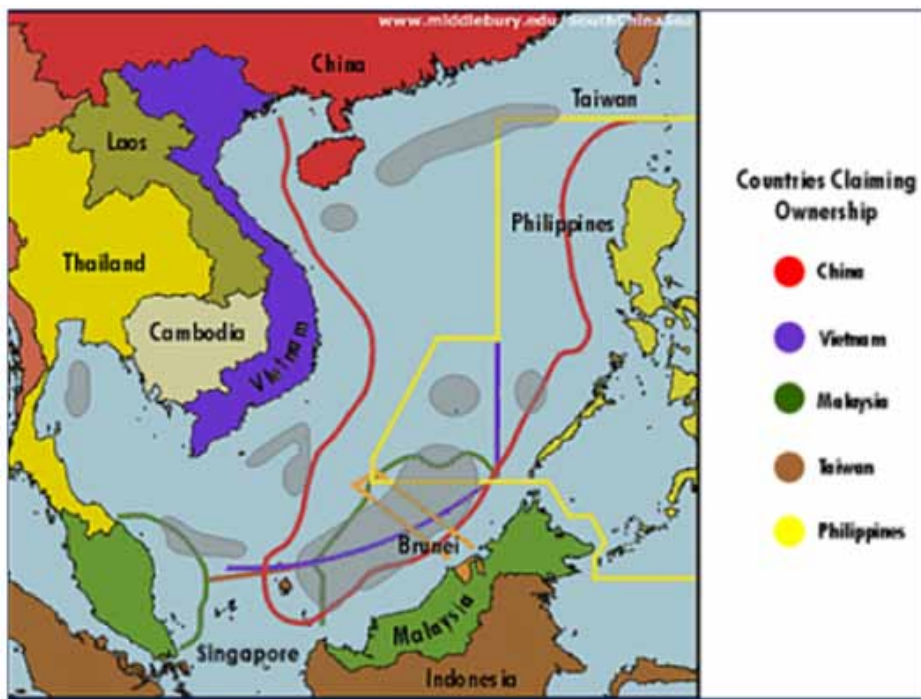 www.middlebury.edu/SouthChinaSea
China
Taiwan
Laos
Philippines
Thailand
Cambodia
Vietnam
Brunei
Malaysia
Singapore
Indonesia
Countries Claiming
Ownership
China
Vietnam
Malaysia
Taiwan
Philippines